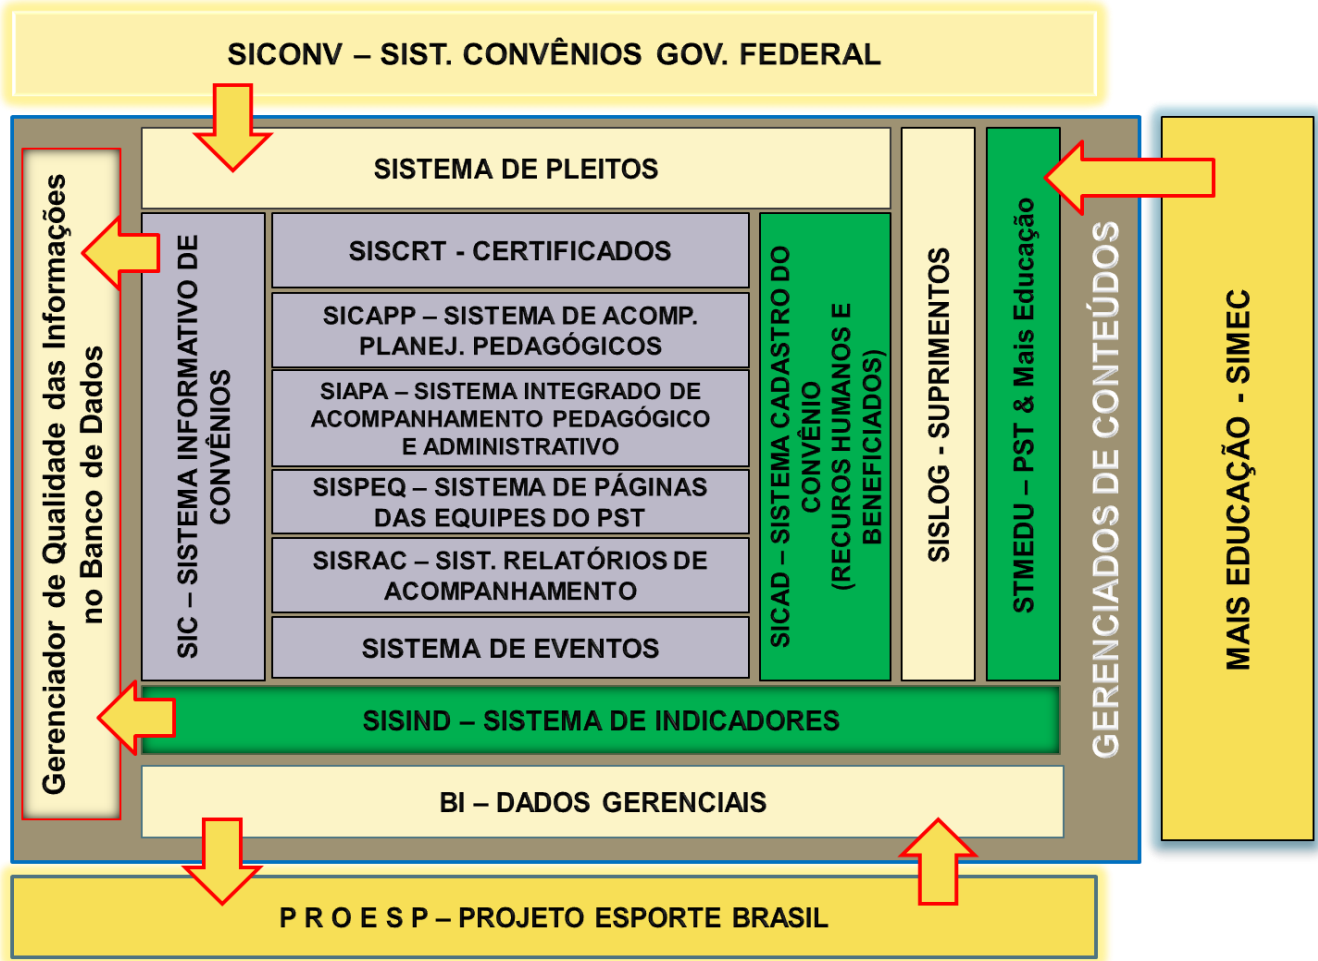 SICONV – SIST. CONVÊNIOS GOV. FEDERAL
Gerenciador de Qualidade das Informações
no Banco de Dados
SISTEMA DE PLEITOS
SIC – SISTEMA INFORMATIVO DE
CONVÊNIOS
SISCRT - CERTIFICADOS
SICAPP – SISTEMA DE ACOMP.
PLANEJ. PEDAGÓGICOS
SIAPA – SISTEMA INTEGRADO DE
ACOMPANHAMENTO PEDAGÓGICO
E ADMINISTRATIVO
SISPEQ – SISTEMA DE PÁGINAS
DAS EQUIPES DO PST
SISRAC – SIST. RELATÓRIOS DE
ACOMPANHAMENTO
SISTEMA DE EVENTOS
SICAD – SISTEMA CADASTRO DO
CONVÊNIO
(RECUROS HUMANOS E
BENEFICIADOS)
SISLOG - SUPRIMENTOS
STMEDU – PST & Mais Educação
GERENCIADOS DE CONTEÚDOS
MAIS EDUCAÇÃO - SIMEC
SISIND – SISTEMA DE INDICADORES
BI – DADOS GERENCIAIS
P R O E S P – PROJETO ESPORTE BRASIL